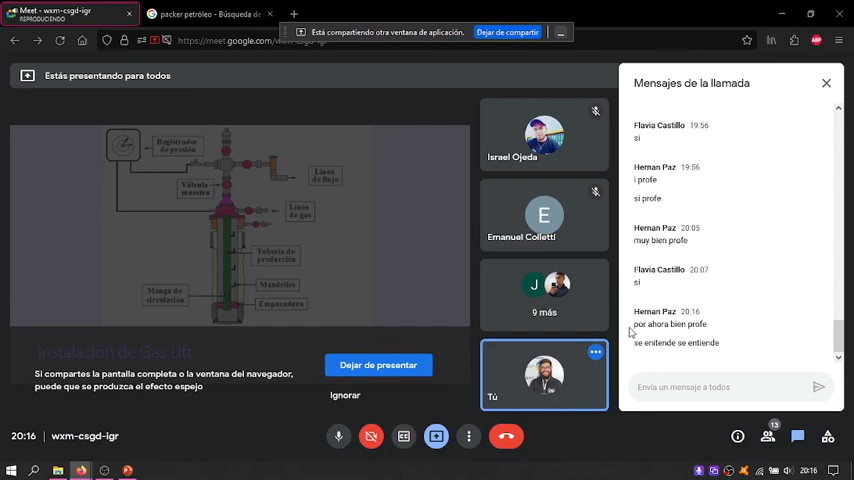 Meet - wxm-csgd-igr
REPRODUCIENDO
packer petróleo - Búsqueda de
Está compartiendo otra ventana de aplicación.
Dejar de compartir
https://meet.google.com/wxm-csgd-igr
ABP
Estás presentando para todos
Registrador
de presión
Válvula
maestra
Línea
de flujo
Línea
de gas
Tubería de
producción
Mandriles
Manga de
circulación
Empacadura
Instalacion de Gas Lift
Si compartes la pantalla completa o la ventana del navegador,
puede que se produzca el efecto espejo
Dejar de presentar
Ignorar
Israel Ojeda
E
Emanuel Colletti
J
9 más
Tú
Mensajes de la llamada
Flavia Castillo 19:56
si
Hernan Paz 19:56
i profe
si profe
Hernan Paz 20:05
muy bien profe
Flavia Castillo 20:07
si
Hernan Paz 20:16
por ahora bien profe
se enitende se entiende
Envía un mensaje a todos
20:16 wxm-csgd-igr
13
20:16